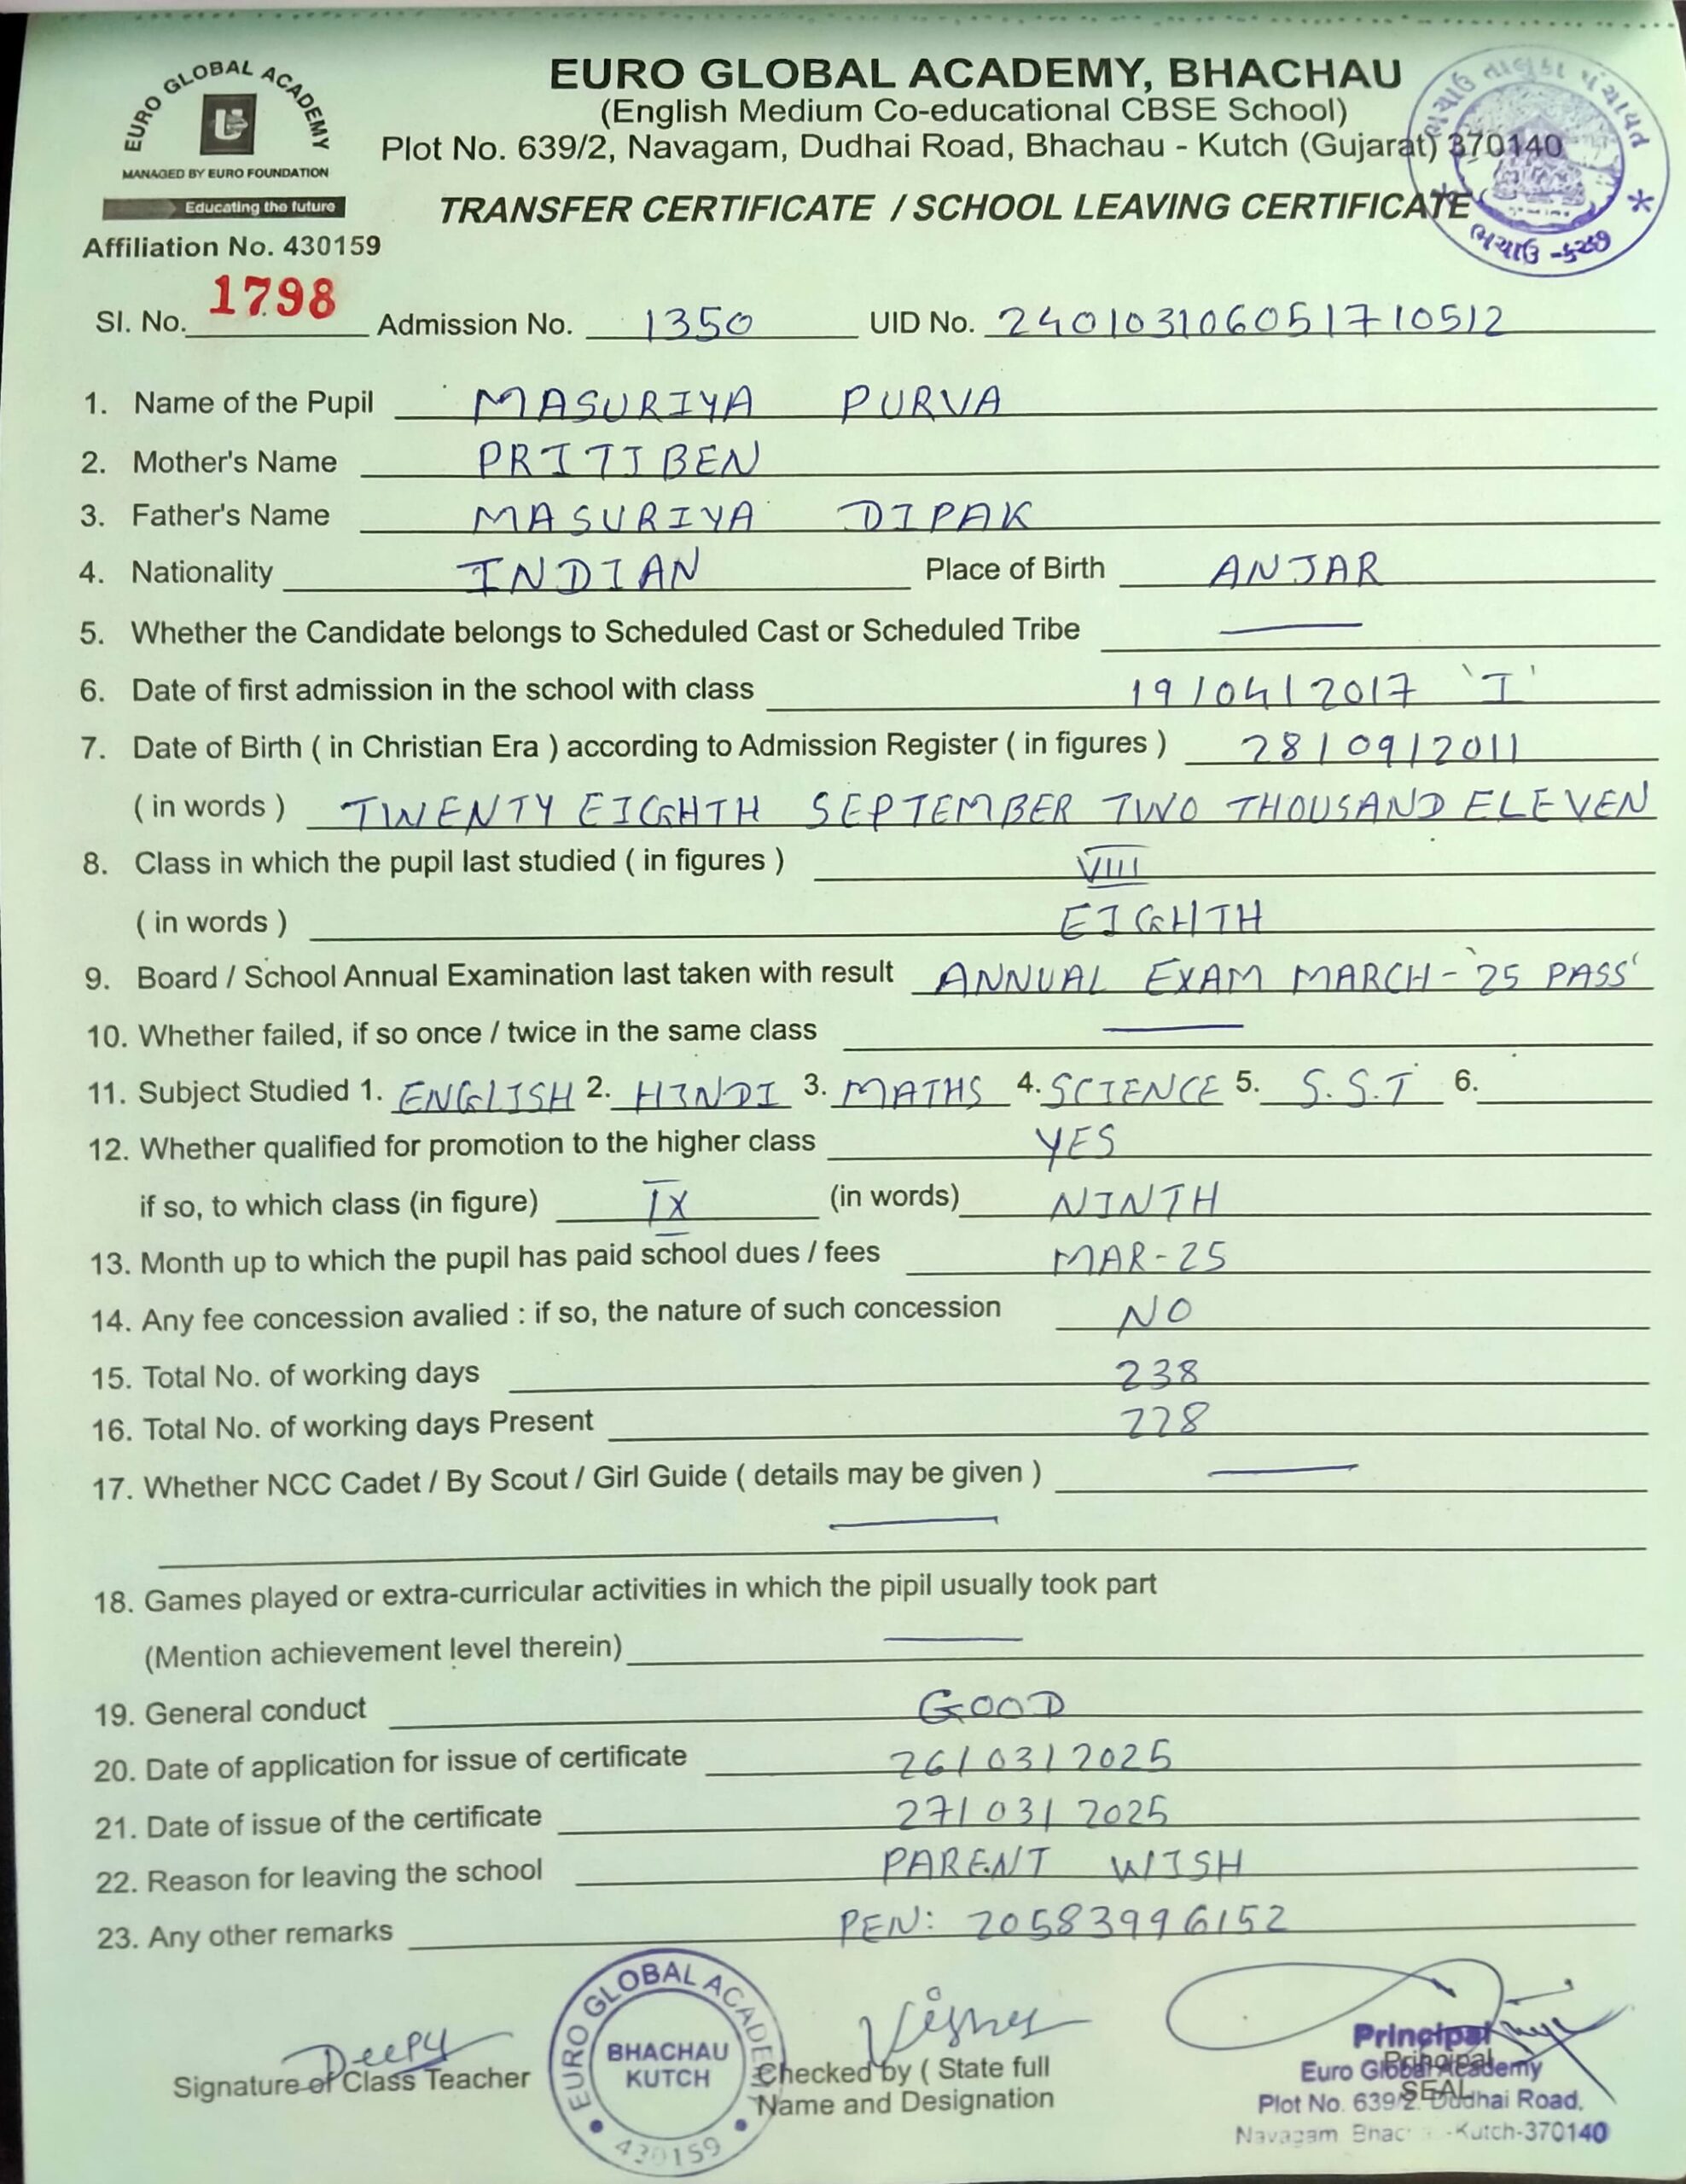 EURO GLOBAL ACADEMY
MANAGED BY EURO FOUNDATION
Educating the future
Affiliation No. 430159
EURO GLOBAL ACADEMY, BHACHAU
(English Medium Co-educational CBSE School)
Plot No. 639/2, Navagam, Dudhai Road, Bhachau - Kutch (Gujarat) 370140
TRANSFER CERTIFICATE / SCHOOL LEAVING CERTIFICATE
ભચાઉ તાલુકા પંચાયત
ભચાઉ - કચ્છ
Sl. No. 1798 Admission No. 1350 UID No. 240103106051710512
1. Name of the Pupil MASURIYA PURVA
2. Mother's Name PRITIBEN
3. Father's Name MASURIYA DIPAK
4. Nationality INDIAN Place of Birth ANJAR
5. Whether the Candidate belongs to Scheduled Cast or Scheduled Tribe —
6. Date of first admission in the school with class 19/04/2017 'I'
7. Date of Birth ( in Christian Era ) according to Admission Register ( in figures ) 28/09/2011
( in words ) TWENTY EIGHTH SEPTEMBER TWO THOUSAND ELEVEN
8. Class in which the pupil last studied ( in figures ) VIII
( in words ) EIGHTH
9. Board / School Annual Examination last taken with result ANNUAL EXAM MARCH-'25 PASS'
10. Whether failed, if so once / twice in the same class —
11. Subject Studied 1. ENGLISH 2. HINDI 3. MATHS 4. SCIENCE 5. S.S.T 6.
12. Whether qualified for promotion to the higher class YES
if so, to which class (in figure) IX (in words) NINTH
13. Month up to which the pupil has paid school dues / fees MAR-25
14. Any fee concession avalied : if so, the nature of such concession NO
15. Total No. of working days 238
16. Total No. of working days Present 228
17. Whether NCC Cadet / By Scout / Girl Guide ( details may be given ) —
—
18. Games played or extra-curricular activities in which the pipil usually took part
(Mention achievement level therein) —
19. General conduct GOOD
20. Date of application for issue of certificate 26/03/2025
21. Date of issue of the certificate 27/03/2025
22. Reason for leaving the school PARENT WISH
23. Any other remarks PEN: 20583996152
Deepy
Signature of Class Teacher
EURO GLOBAL ACADEMY
BHACHAU
KUTCH
430159
Checked by ( State full
Name and Designation
Principal
SEAL
Principal
Euro Global Academy
Plot No. 639/2. Dudhai Road,
Navagam Bhac -Kutch-370140